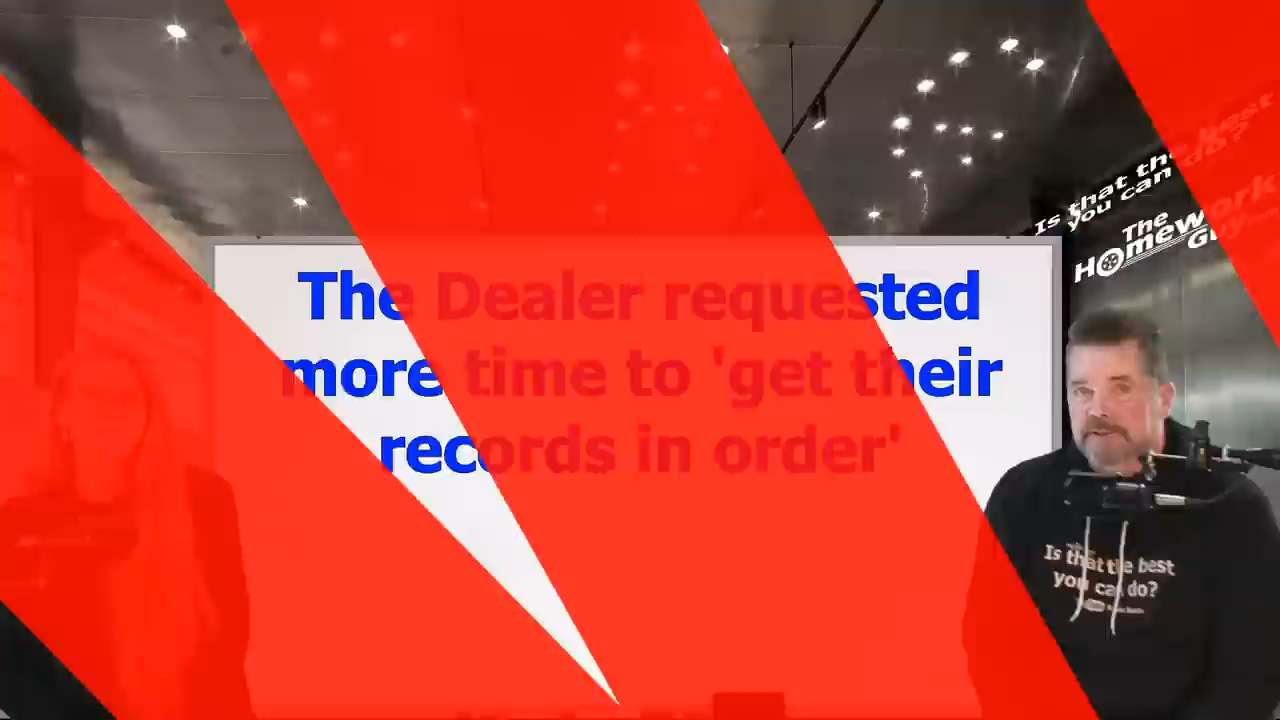 The Dealer requested
more time to 'get their
records in order'
Is that the best
you can do?
The
Homework
Guy
Is that the best
you can do?